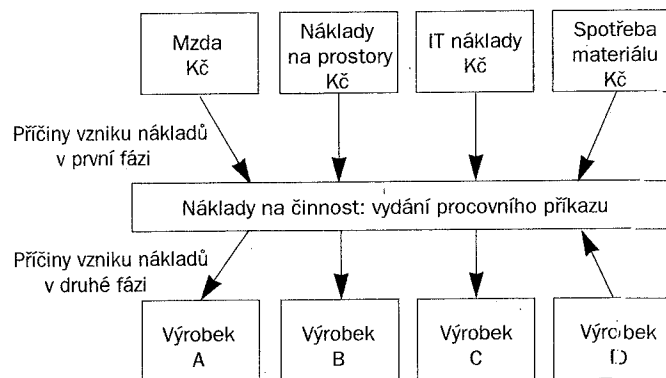 Mzda
Kč
Náklady
na prostory
Kč
IT náklady
Kč
Spotřeba
materiálu
Kč
Příčiny vzniku nákladů
v první fázi
Náklady na činnost: vydání procovního příkazu
Příčiny vzniku nákladů
v druhé fázi
Výrobek
A
Výrobek
B
Výrobek
C
Výrobek
D